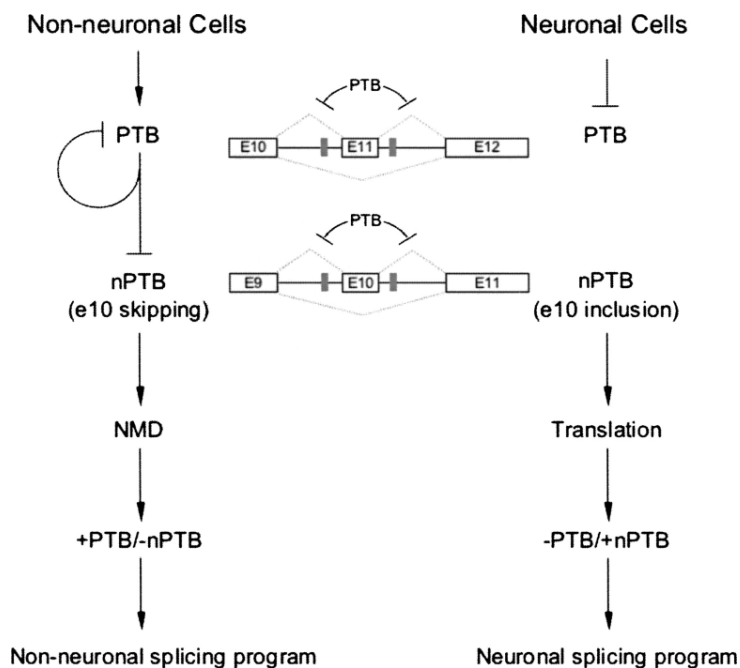 Non-neuronal Cells
Neuronal Cells
PTB
PTB
E10
E11
E12
PTB
PTB
nPTB
(e10 skipping)
E9
E10
E11
nPTB
(e10 inclusion)
NMD
Translation
+PTB/-nPTB
-PTB/+nPTB
Non-neuronal splicing program
Neuronal splicing program